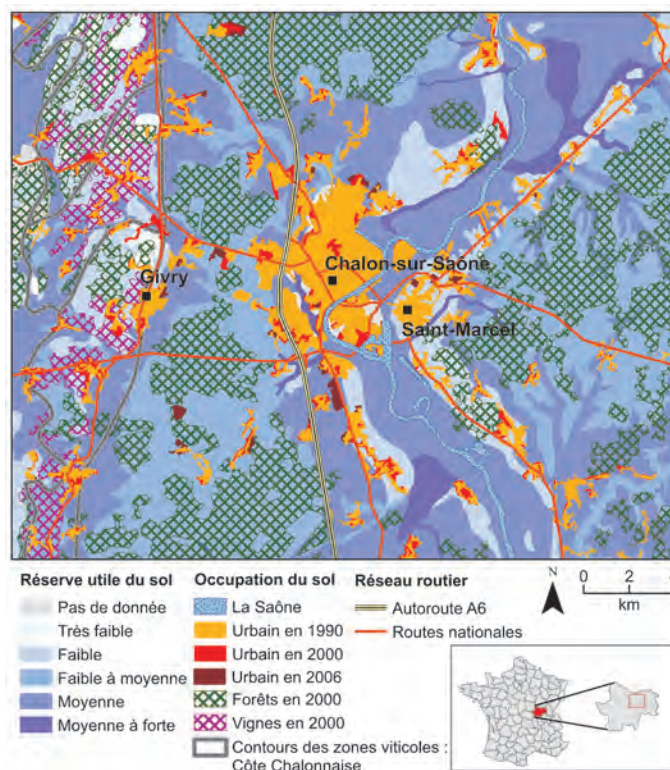 Givry
Chalon-sur-Saône
Saint-Marcel
Réserve utile du sol
Pas de donnée
Très faible
Faible
Faible à moyenne
Moyenne
Moyenne à forte
Occupation du sol
La Saône
Urbain en 1990
Urbain en 2000
Urbain en 2006
Forêts en 2000
Vignes en 2000
Contours des zones viticoles :
Côte Chalonnaise
Réseau routier
Autoroute A6
Routes nationales
N
0 2 4
km